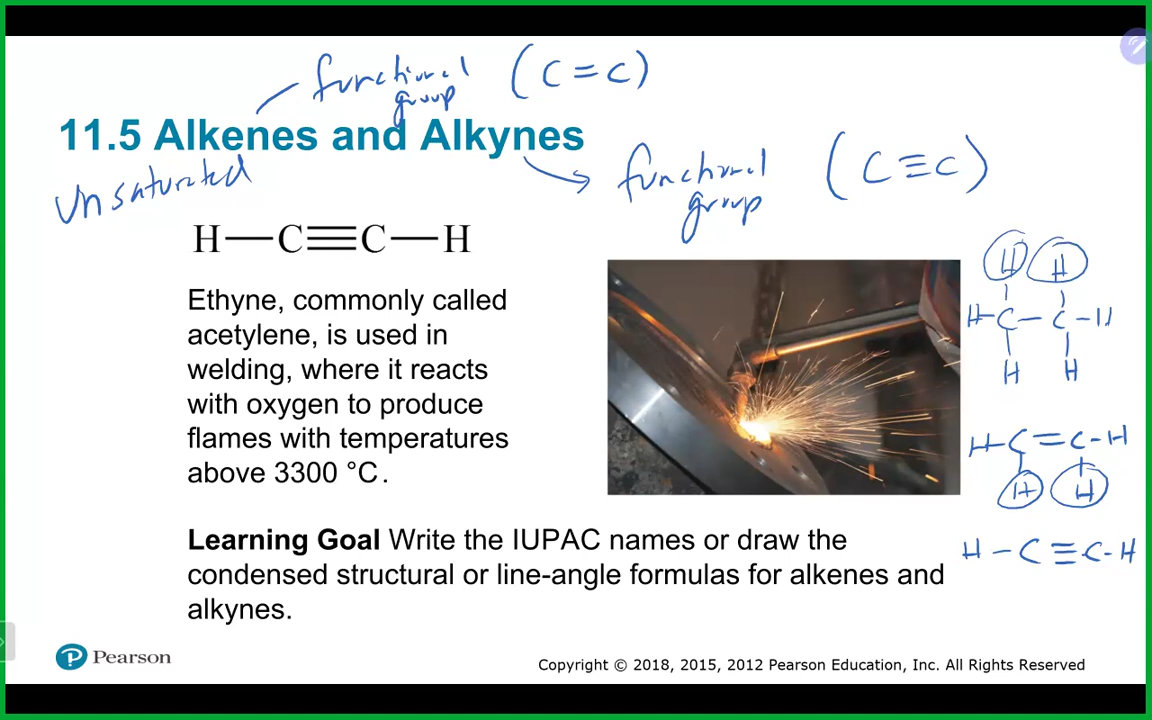 functional group (C=C)
11.5 Alkenes and Alkynes
unsaturated
functional group (C≡C)
H—C≡C—H
Ethyne, commonly called
acetylene, is used in
welding, where it reacts
with oxygen to produce
flames with temperatures
above 3300 °C.
H H
H-C-C-H
H H
H-C=C-H
H H
H-C≡C-H
Learning Goal Write the IUPAC names or draw the
condensed structural or line-angle formulas for alkenes and
alkynes.
Pearson
Copyright © 2018, 2015, 2012 Pearson Education, Inc. All Rights Reserved